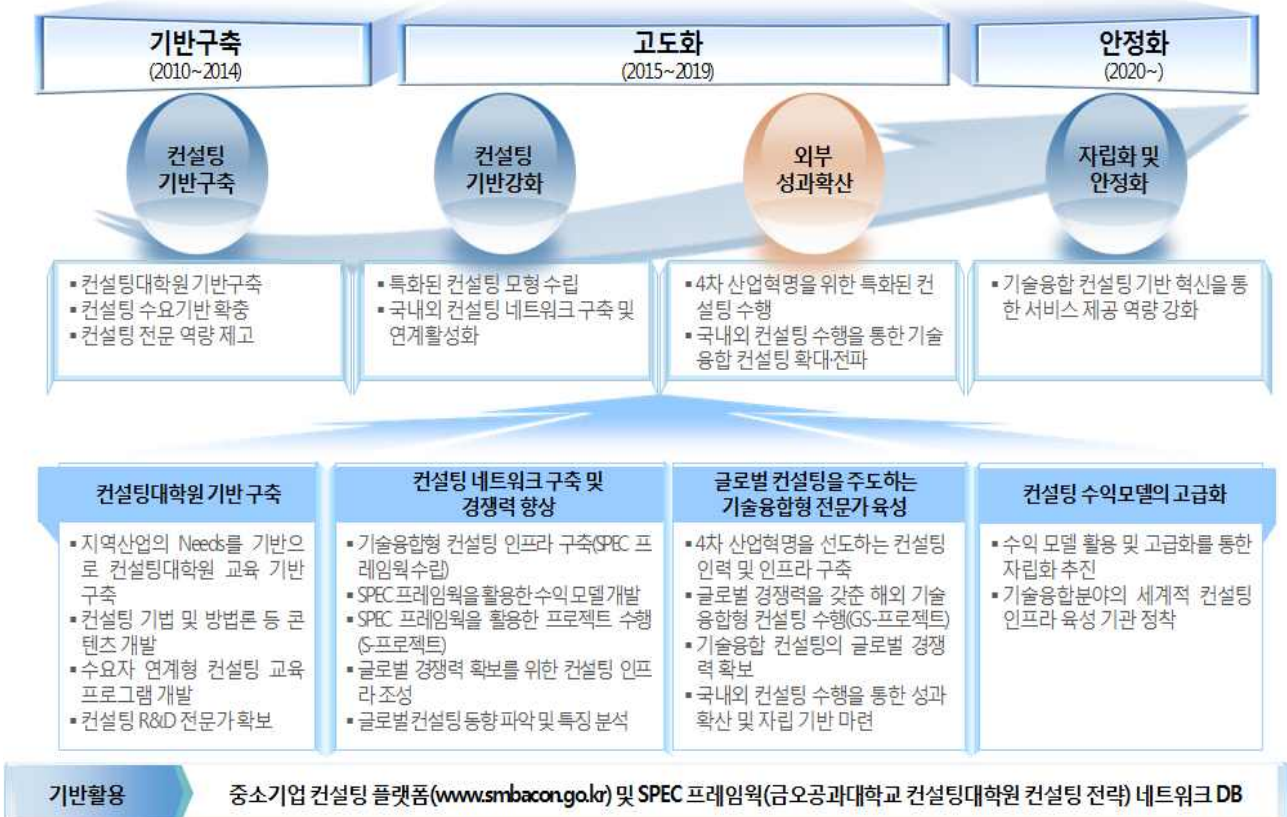 기반구축
(2010~2014)
고도화
(2015~2019)
안정화
(2020~)
컨설팅
기반구축
컨설팅
기반강화
외부
성과확산
자립화 및
안정화
▪ 컨설팅대학원 기반구축
▪ 컨설팅 수요기반 확충
▪ 컨설팅 전문 역량 제고
▪ 특화된 컨설팅 모형 수립
▪ 국내외 컨설팅 네트워크 구축 및
연계활성화
▪ 4차 산업혁명을 위한 특화된 컨
설팅 수행
▪ 국내외 컨설팅 수행을 통한 기술
융합 컨설팅 확대·전파
▪ 기술융합 컨설팅 기반 혁신을 통
한 서비스 제공 역량 강화
컨설팅대학원 기반 구축
▪ 지역산업의 Needs를 기반으
로 컨설팅대학원 교육 기반
구축
▪ 컨설팅 기법 및 방법론 등 콘
텐츠 개발
▪ 수요자 연계형 컨설팅 교육
프로그램 개발
▪ 컨설팅 R&D 전문가 확보
컨설팅 네트워크 구축 및
경쟁력 향상
▪ 기술융합형 컨설팅 인프라 구축(SPEC 프
레임웍 수립)
▪ SPEC 프레임웍을 활용한 수익 모델 개발
▪ SPEC 프레임웍을 활용한 프로젝트 수행
(S-프로젝트)
▪ 글로벌 경쟁력 확보를 위한 컨설팅 인프
라 조성
▪ 글로벌 컨설팅 동향 파악 및 특징 분석
글로벌 컨설팅을 주도하는
기술융합형 전문가 육성
▪ 4차 산업혁명을 선도하는 컨설팅
인력 및 인프라 구축
▪ 글로벌 경쟁력을 갖춘 해외 기술
융합형 컨설팅 수행(GS-프로젝트)
▪ 기술융합 컨설팅의 글로벌 경쟁
력 확보
▪ 국내외 컨설팅 수행을 통한 성과
확산 및 자립 기반 마련
컨설팅 수익모델의 고급화
▪ 수익 모델 활용 및 고급화를 통한
자립화 추진
▪ 기술융합분야의 세계적 컨설팅
인프라 육성 기관 정착
기반활용
중소기업 컨설팅 플랫폼(www.smbacon.go.kr) 및 SPEC 프레임웍(금오공과대학교 컨설팅대학원 컨설팅 전략) 네트워크 DB